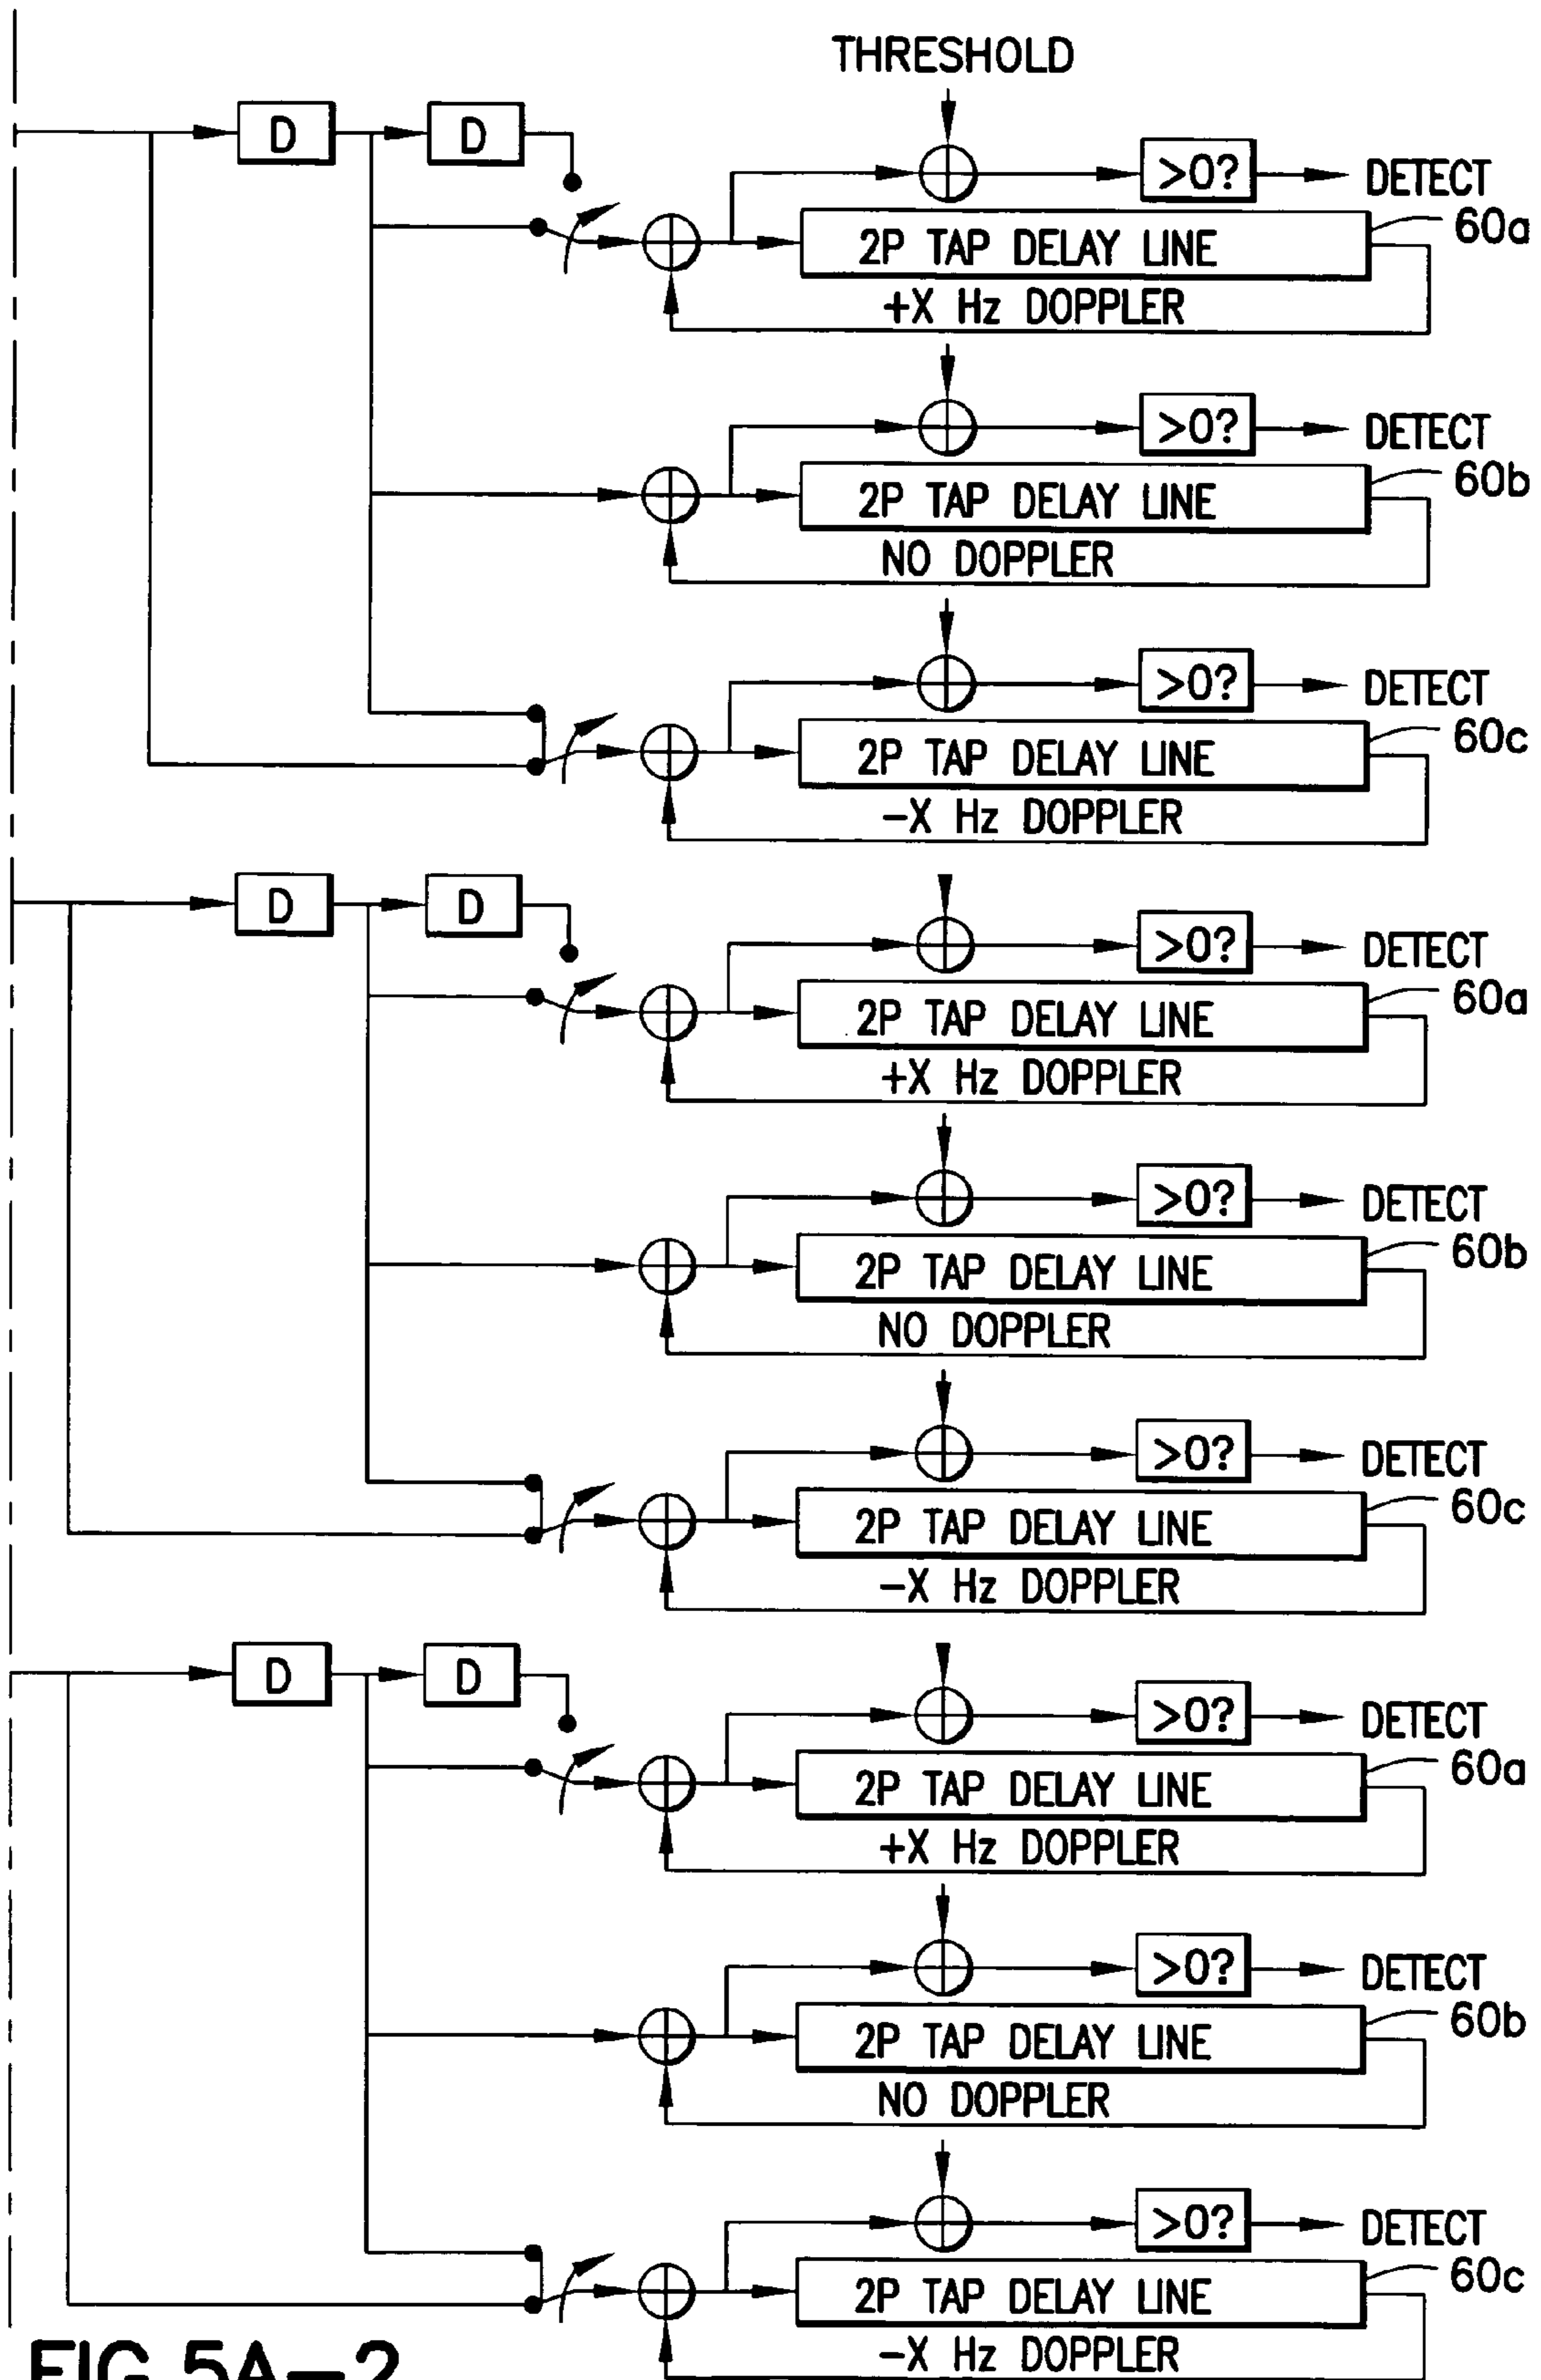 THRESHOLD
D D
>0? DETECT
2P TAP DELAY LINE 60a
+X Hz DOPPLER
>0? DETECT
2P TAP DELAY LINE 60b
NO DOPPLER
>0? DETECT
2P TAP DELAY LINE 60c
−X Hz DOPPLER
D D
>0? DETECT
2P TAP DELAY LINE 60a
+X Hz DOPPLER
>0? DETECT
2P TAP DELAY LINE 60b
NO DOPPLER
>0? DETECT
2P TAP DELAY LINE 60c
−X Hz DOPPLER
D D
>0? DETECT
2P TAP DELAY LINE 60a
+X Hz DOPPLER
>0? DETECT
2P TAP DELAY LINE 60b
NO DOPPLER
>0? DETECT
2P TAP DELAY LINE 60c
−X Hz DOPPLER
FIG.5A−2